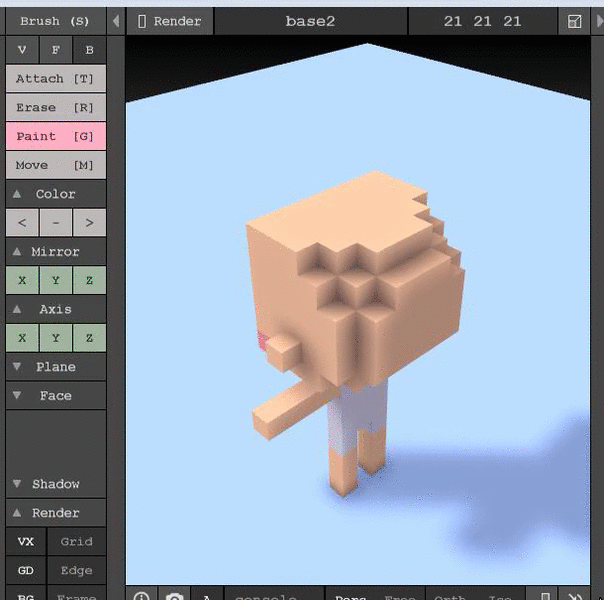 Brush (S)
Render
base2
21 21 21
V F B
Attach [T]
Erase [R]
Paint [G]
Move [M]
Color
< - >
Mirror
X Y Z
Axis
X Y Z
Plane
Face
Shadow
Render
VX Grid
GD Edge
BG Frame
console
Pers Free Orth Iso